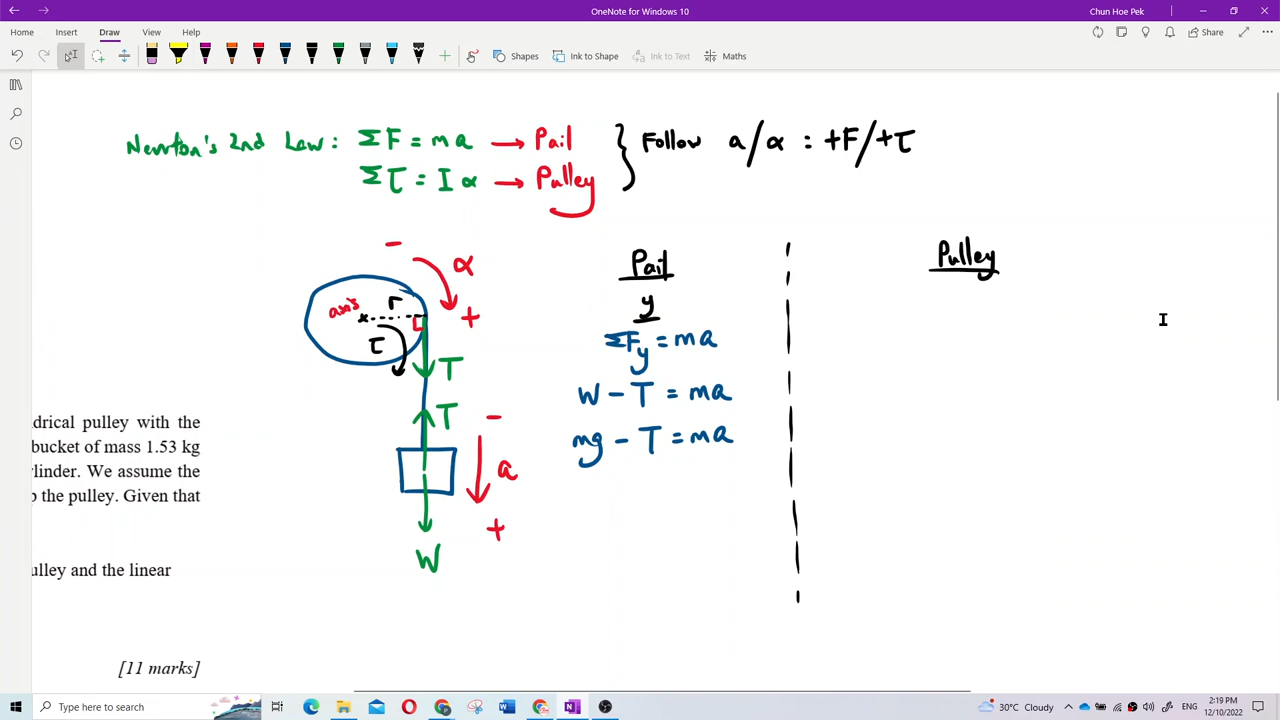 OneNote for Windows 10
Chun Hoe Pek
Home Insert Draw View Help
Share
Shapes Ink to Shape Ink to Text Maths
Newton's 2nd Law: ΣF = ma → Pail } Follow a/α : +F/+τ
Στ = Iα → Pulley
Pail
Pulley
y
ΣFy = ma
W - T = ma
mg - T = ma
- α
+
axis r
τ
T
T -
a
+
W
drical pulley with the
bucket of mass 1.53 kg
linder. We assume the
the pulley. Given that
ulley and the linear
[11 marks]
Type here to search
30°C Cloudy
ENG
2:19 PM
12/10/2022